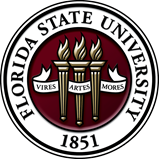 FLORIDA STATE UNIVERSITY
VIRES ARTES MORES
1851